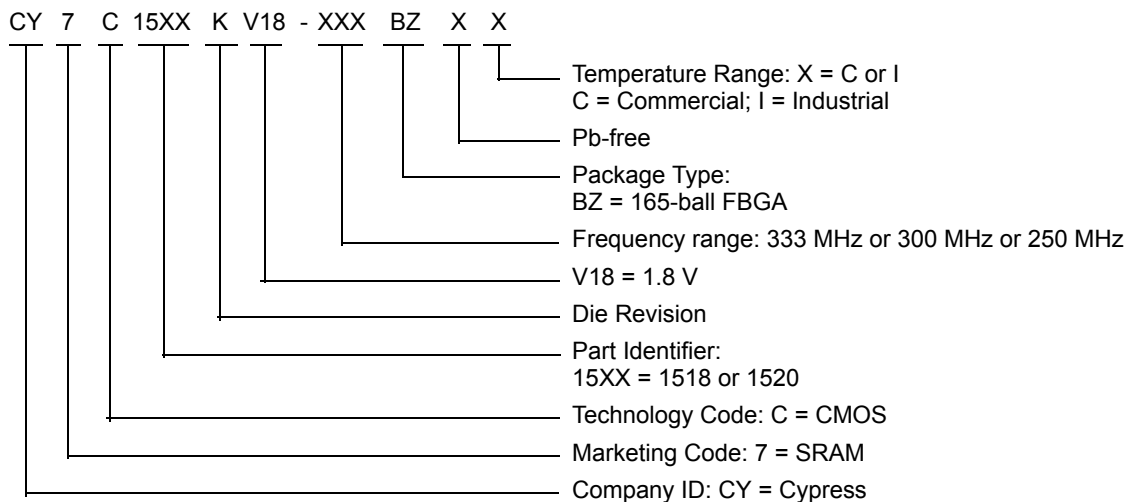 CY 7 C 15XX K V18 - XXX BZ X X
Temperature Range: X = C or I
C = Commercial; I = Industrial
Pb-free
Package Type:
BZ = 165-ball FBGA
Frequency range: 333 MHz or 300 MHz or 250 MHz
V18 = 1.8 V
Die Revision
Part Identifier:
15XX = 1518 or 1520
Technology Code: C = CMOS
Marketing Code: 7 = SRAM
Company ID: CY = Cypress